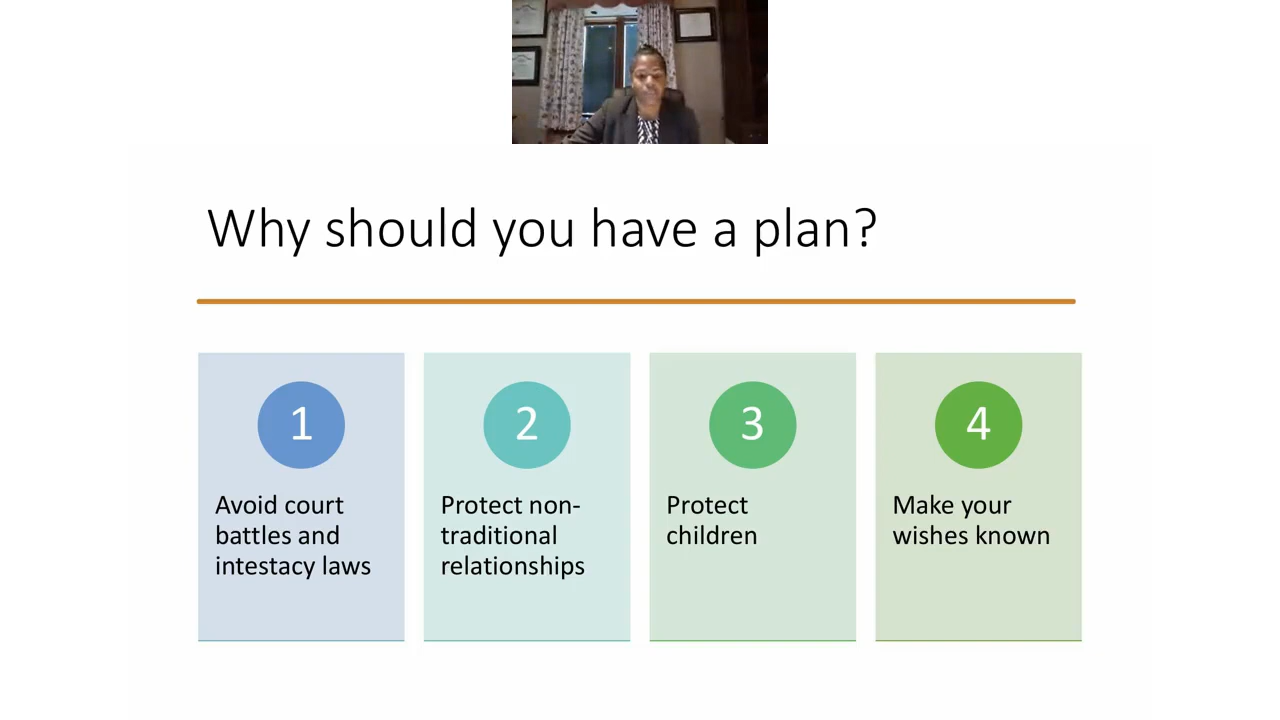 Why should you have a plan?
1
Avoid court
battles and
intestacy laws
2
Protect non-
traditional
relationships
3
Protect
children
4
Make your
wishes known